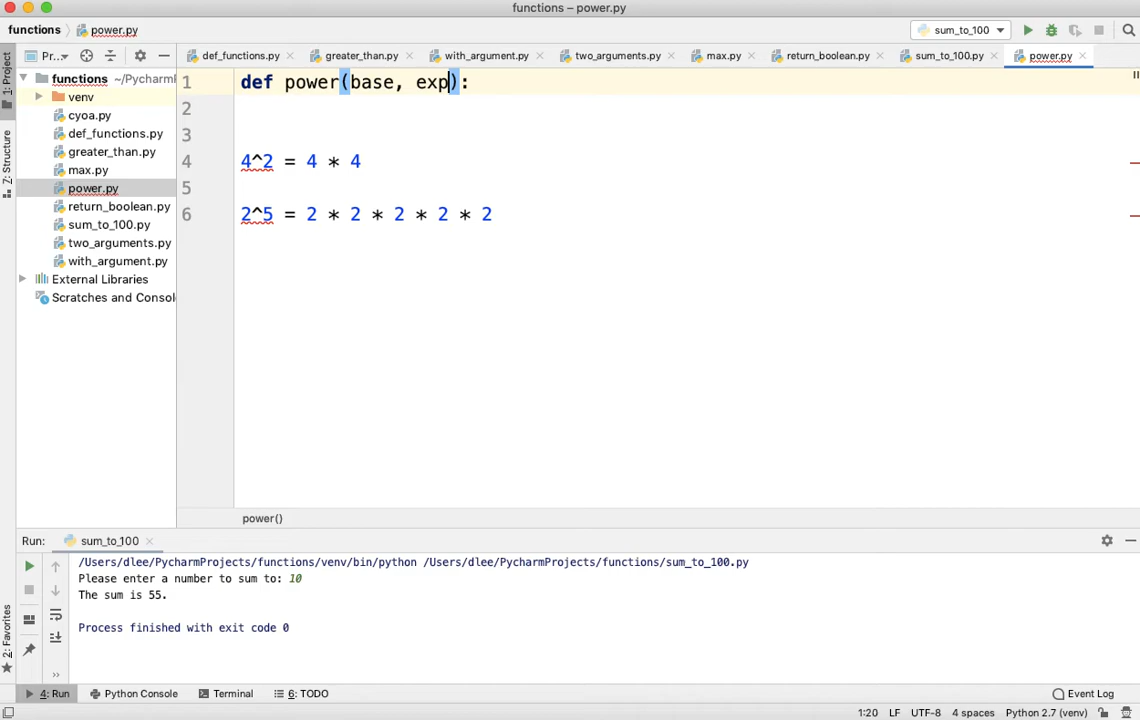 functions – power.py
functions power.py sum_to_100
1: Project
Pr... def_functions.py greater_than.py with_argument.py two_arguments.py max.py return_boolean.py sum_to_100.py power.py
functions ~/PycharmP
venv
cyoa.py
def_functions.py
greater_than.py
max.py
power.py
return_boolean.py
sum_to_100.py
two_arguments.py
with_argument.py
External Libraries
Scratches and Consol
Z: Structure
2: Favorites
1 def power(base, exp):
2
3
4 4^2 = 4 * 4
5
6 2^5 = 2 * 2 * 2 * 2 * 2
power()
Run: sum_to_100
/Users/dlee/PycharmProjects/functions/venv/bin/python /Users/dlee/PycharmProjects/functions/sum_to_100.py
Please enter a number to sum to: 10
The sum is 55.
Process finished with exit code 0
4: Run Python Console Terminal 6: TODO Event Log
1:20 LF UTF-8 4 spaces Python 2.7 (venv)